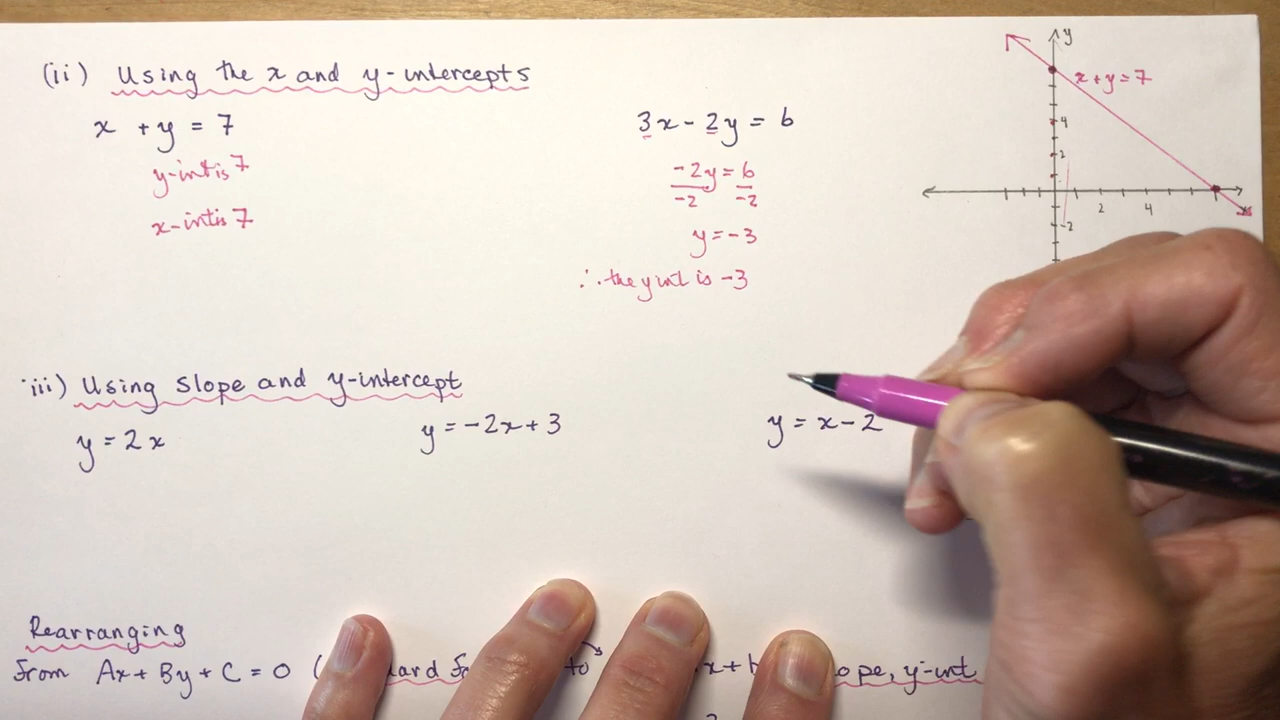 (ii) Using the x and y-intercepts
x + y = 7
y-int is 7
x-int is 7
3x - 2y = 6
-2y = 6
-2 -2
y = -3
∴ the y int is -3
y
x + y = 7
4
2
2 4
-2
iii) Using slope and y-intercept
y = 2x
y = -2x + 3
y = x - 2
Rearranging
From Ax + By + C = 0 ( to y-int